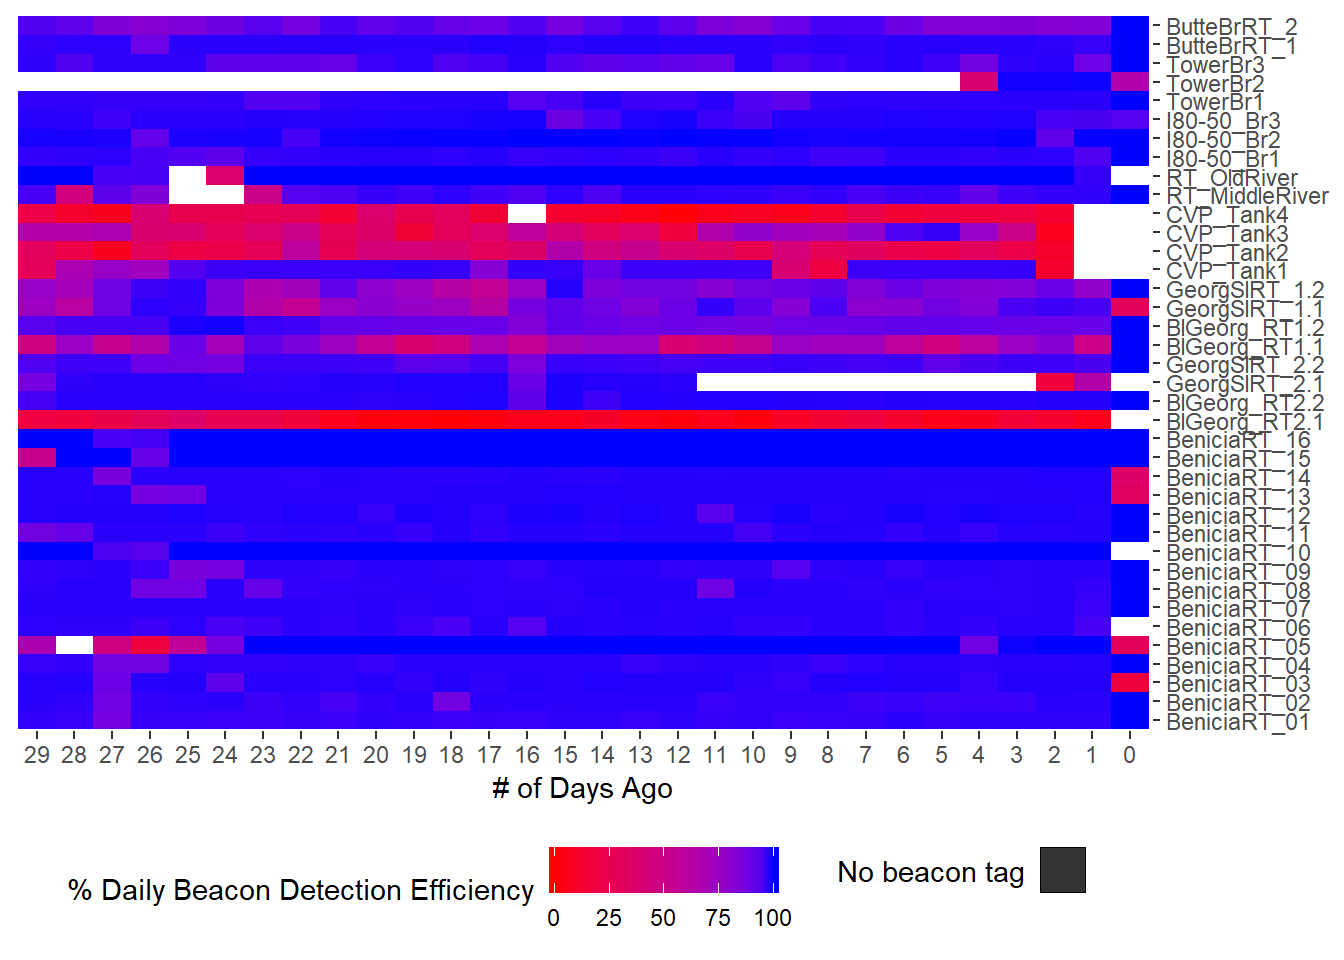 ButteBrRT_2
ButteBrRT_1
TowerBr3
TowerBr2
TowerBr1
I80-50_Br3
I80-50_Br2
I80-50_Br1
RT_OldRiver
RT_MiddleRiver
CVP_Tank4
CVP_Tank3
CVP_Tank2
CVP_Tank1
GeorgSlRT_1.2
GeorgSlRT_1.1
BlGeorg_RT1.2
BlGeorg_RT1.1
GeorgSlRT_2.2
GeorgSlRT_2.1
BlGeorg_RT2.2
BlGeorg_RT2.1
BeniciaRT_16
BeniciaRT_15
BeniciaRT_14
BeniciaRT_13
BeniciaRT_12
BeniciaRT_11
BeniciaRT_10
BeniciaRT_09
BeniciaRT_08
BeniciaRT_07
BeniciaRT_06
BeniciaRT_05
BeniciaRT_04
BeniciaRT_03
BeniciaRT_02
BeniciaRT_01
29 28 27 26 25 24 23 22 21 20 19 18 17 16 15 14 13 12 11 10 9 8 7 6 5 4 3 2 1 0
# of Days Ago
% Daily Beacon Detection Efficiency
0 25 50 75 100
No beacon tag